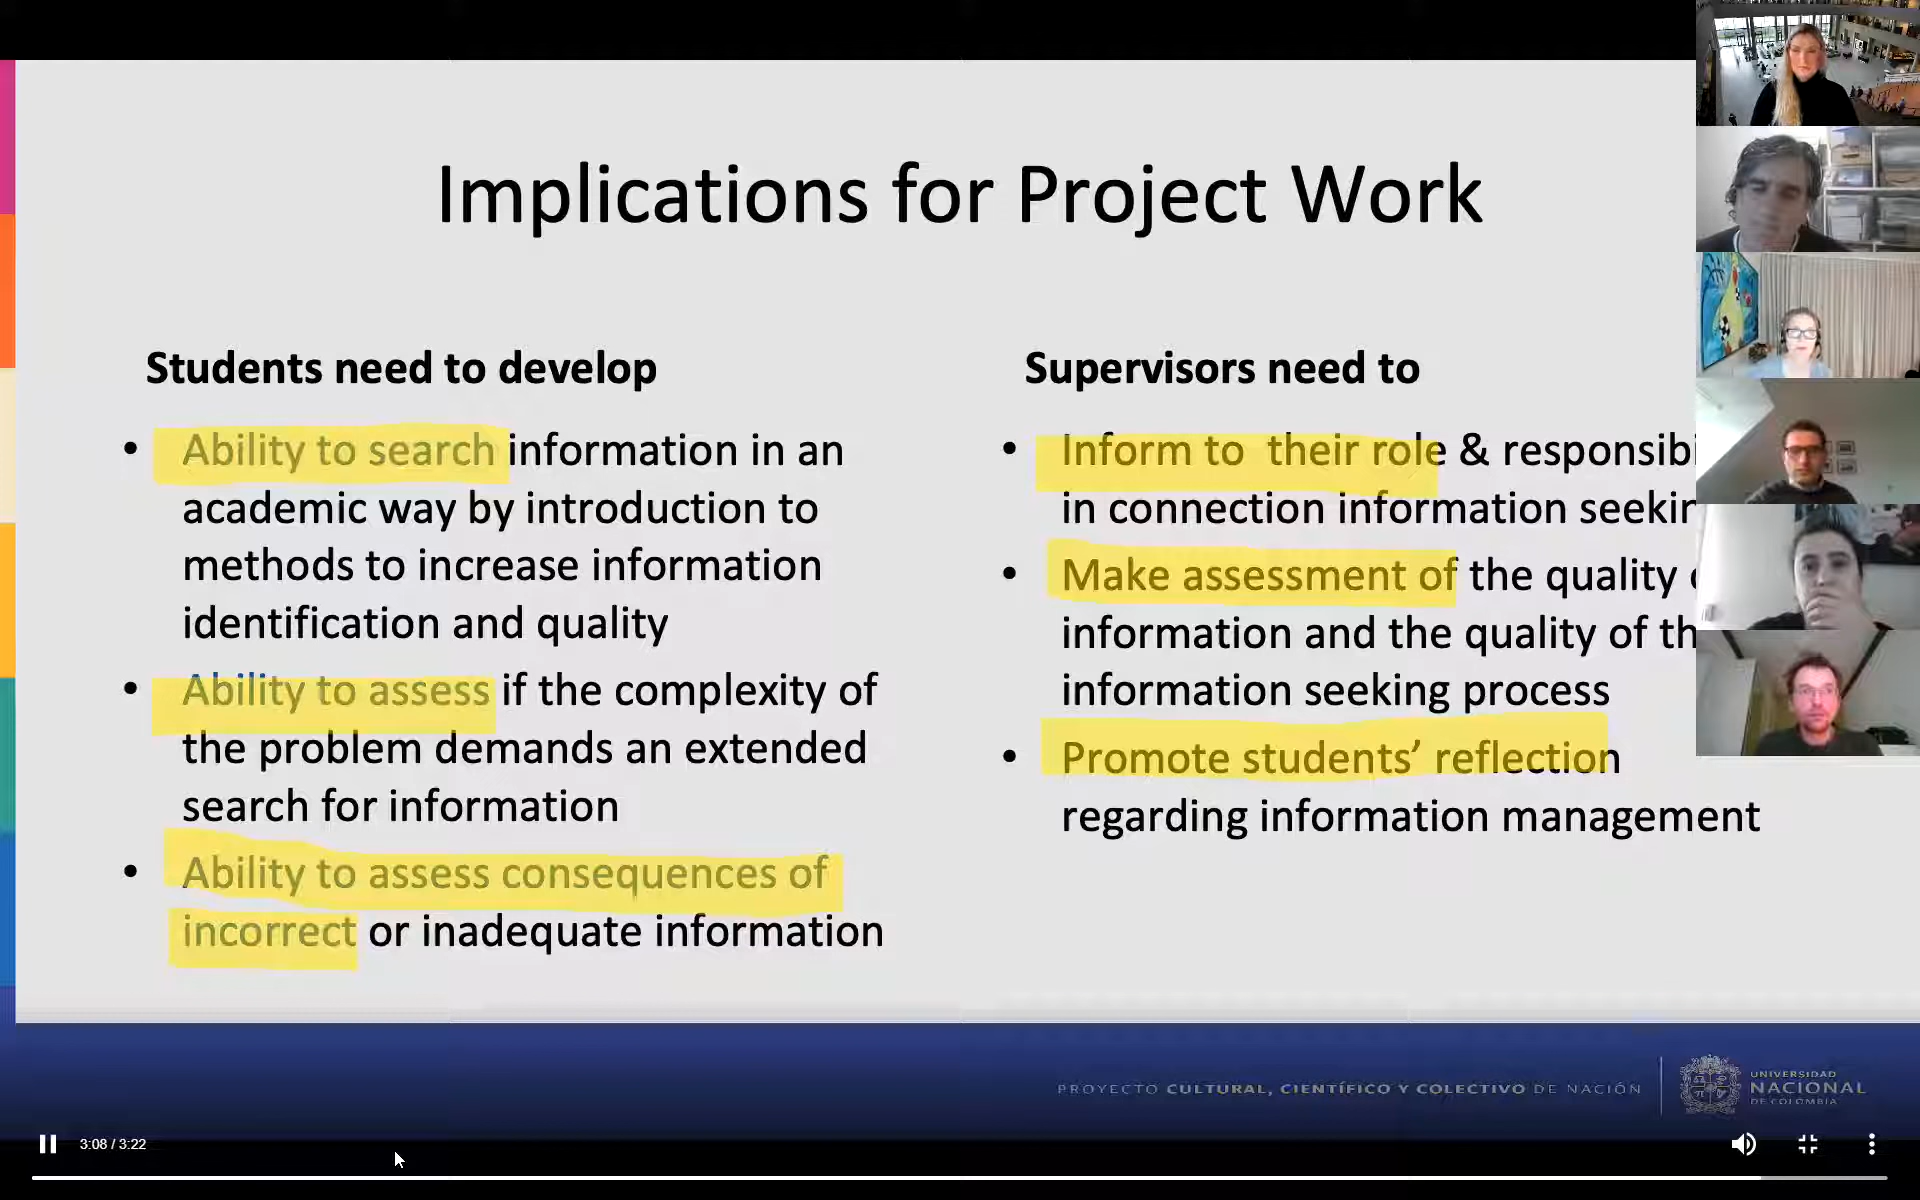 Implications for Project Work
Students need to develop
• Ability to search information in an
academic way by introduction to
methods to increase information
identification and quality
• Ability to assess if the complexity of
the problem demands an extended
search for information
• Ability to assess consequences of
incorrect or inadequate information
Supervisors need to
• Inform to their role & responsibi
in connection information seekin
• Make assessment of the quality
information and the quality of th
information seeking process
• Promote students’ reflection
regarding information management
PROYECTO CULTURAL, CIENTÍFICO Y COLECTIVO DE NACIÓN
UNIVERSIDAD
NACIONAL
DE COLOMBIA
3:08 / 3:22